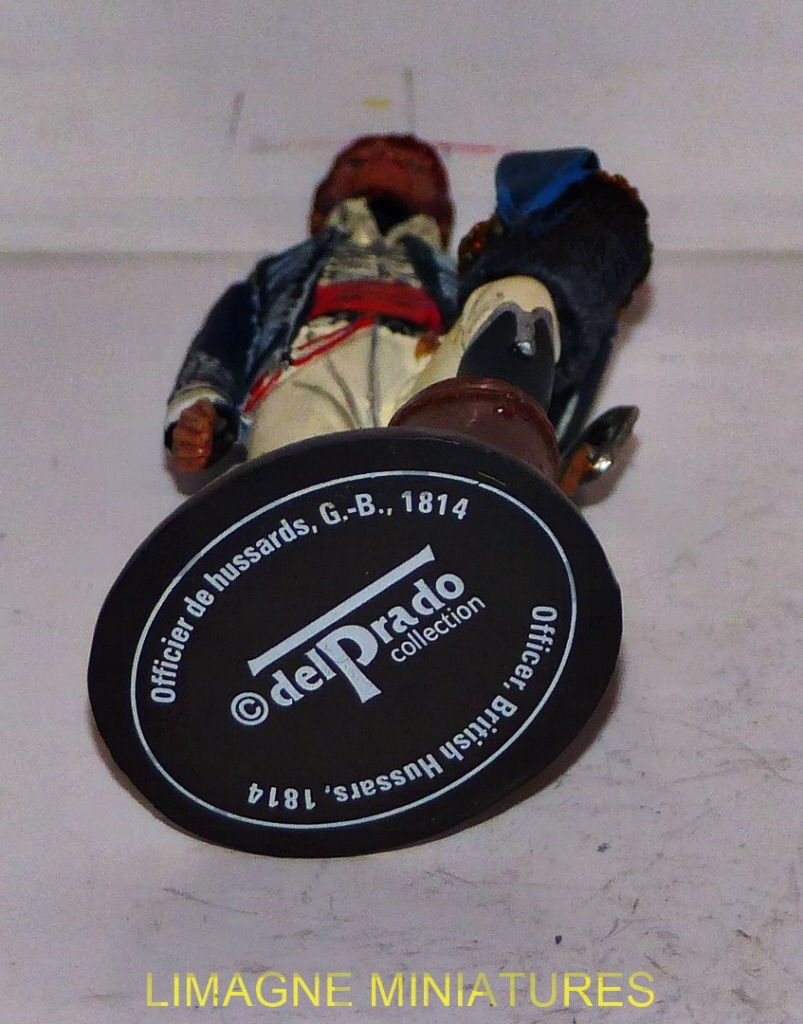 Officier de hussards, G.-B., 1814
© delPrado
collection
Officer, British Hussars, 1814
LIMAGNE MINIATURES